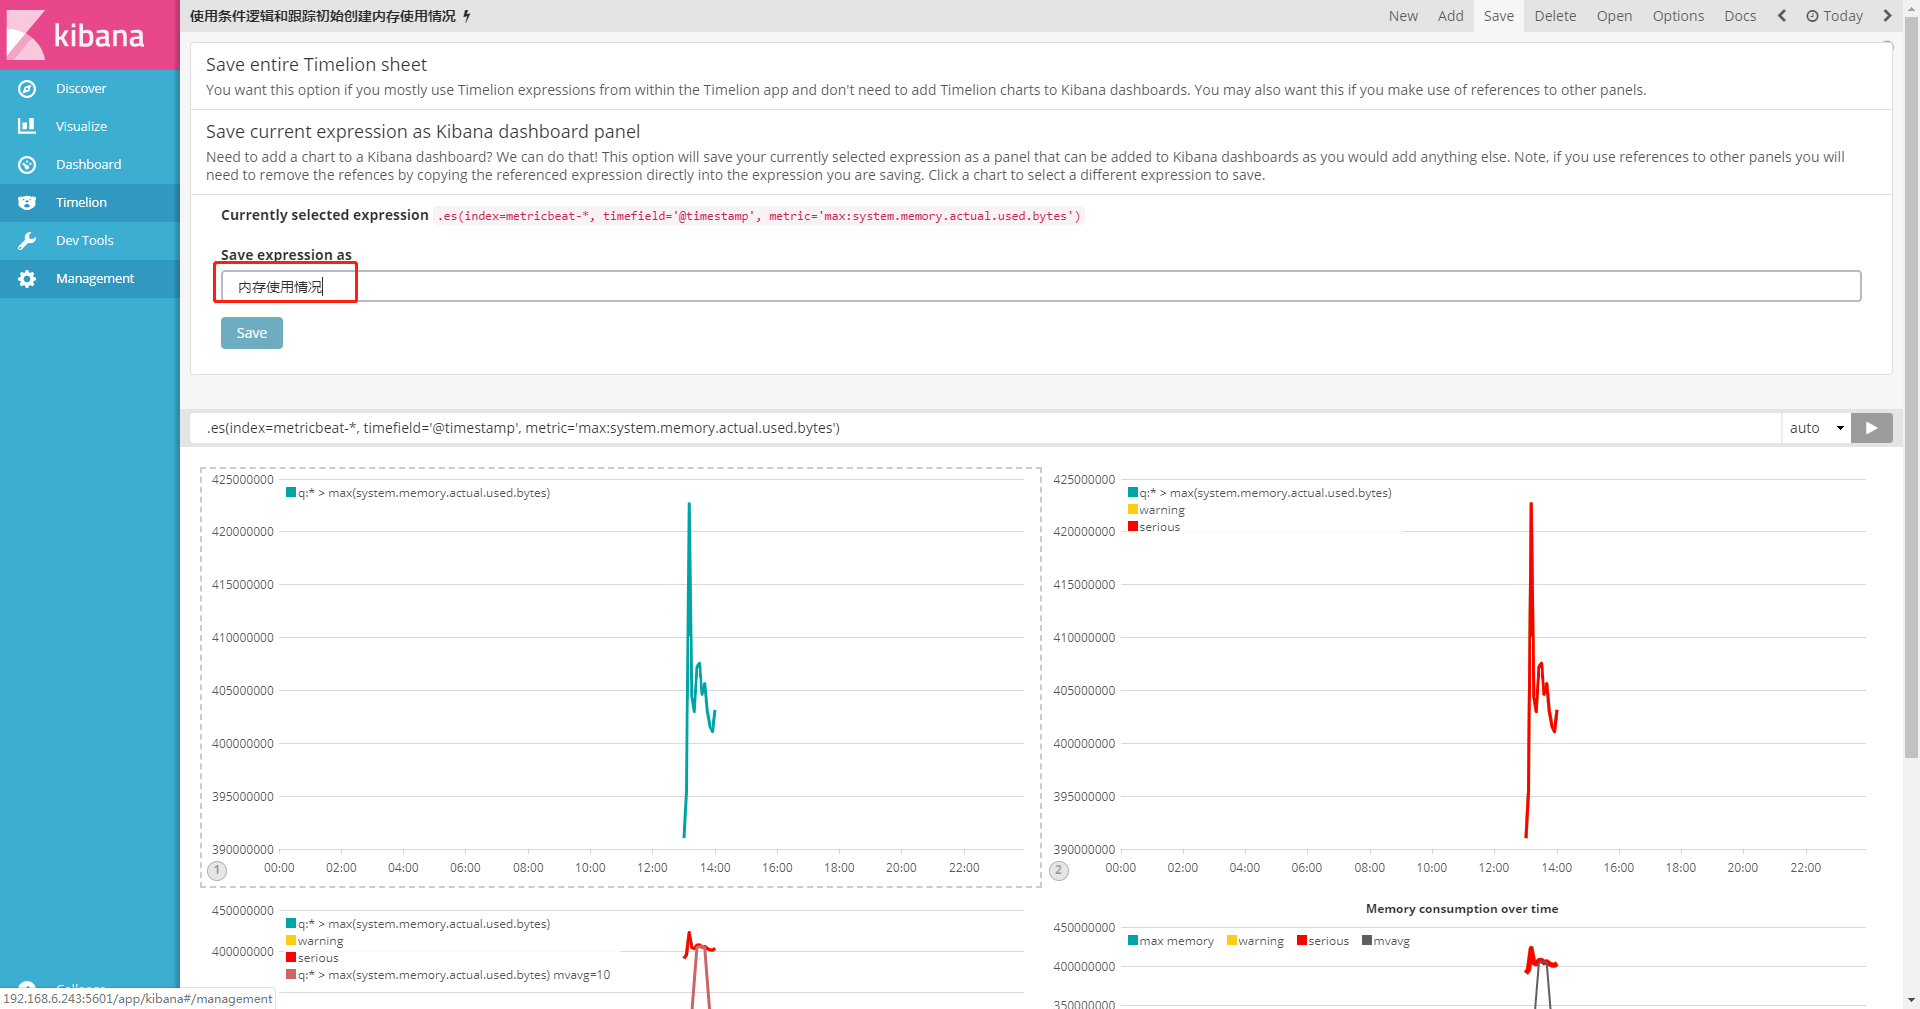 kibana
Discover
Visualize
Dashboard
Timelion
Dev Tools
Management
192.168.6.243:5601/app/kibana#/management
使用条件逻辑和跟踪初始创建内存使用情况
New Add Save Delete Open Options Docs Today
Save entire Timelion sheet
You want this option if you mostly use Timelion expressions from within the Timelion app and don't need to add Timelion charts to Kibana dashboards. You may also want this if you make use of references to other panels.
Save current expression as Kibana dashboard panel
Need to add a chart to a Kibana dashboard? We can do that! This option will save your currently selected expression as a panel that can be added to Kibana dashboards as you would add anything else. Note, if you use references to other panels you will
need to remove the refences by copying the referenced expression directly into the expression you are saving. Click a chart to select a different expression to save.
Currently selected expression .es(index=metricbeat-*, timefield='@timestamp', metric='max:system.memory.actual.used.bytes')
Save expression as
内存使用情况
Save
.es(index=metricbeat-*, timefield='@timestamp', metric='max:system.memory.actual.used.bytes') auto
425000000
q:* > max(system.memory.actual.used.bytes)
420000000
415000000
410000000
405000000
400000000
395000000
390000000
1
00:00 02:00 04:00 06:00 08:00 10:00 12:00 14:00 16:00 18:00 20:00 22:00
425000000
q:* > max(system.memory.actual.used.bytes)
warning
serious
420000000
415000000
410000000
405000000
400000000
395000000
390000000
2
00:00 02:00 04:00 06:00 08:00 10:00 12:00 14:00 16:00 18:00 20:00 22:00
450000000
q:* > max(system.memory.actual.used.bytes)
warning
400000000
serious
q:* > max(system.memory.actual.used.bytes) mvavg=10
Memory consumption over time
450000000
max memory warning serious mvavg
400000000
350000000